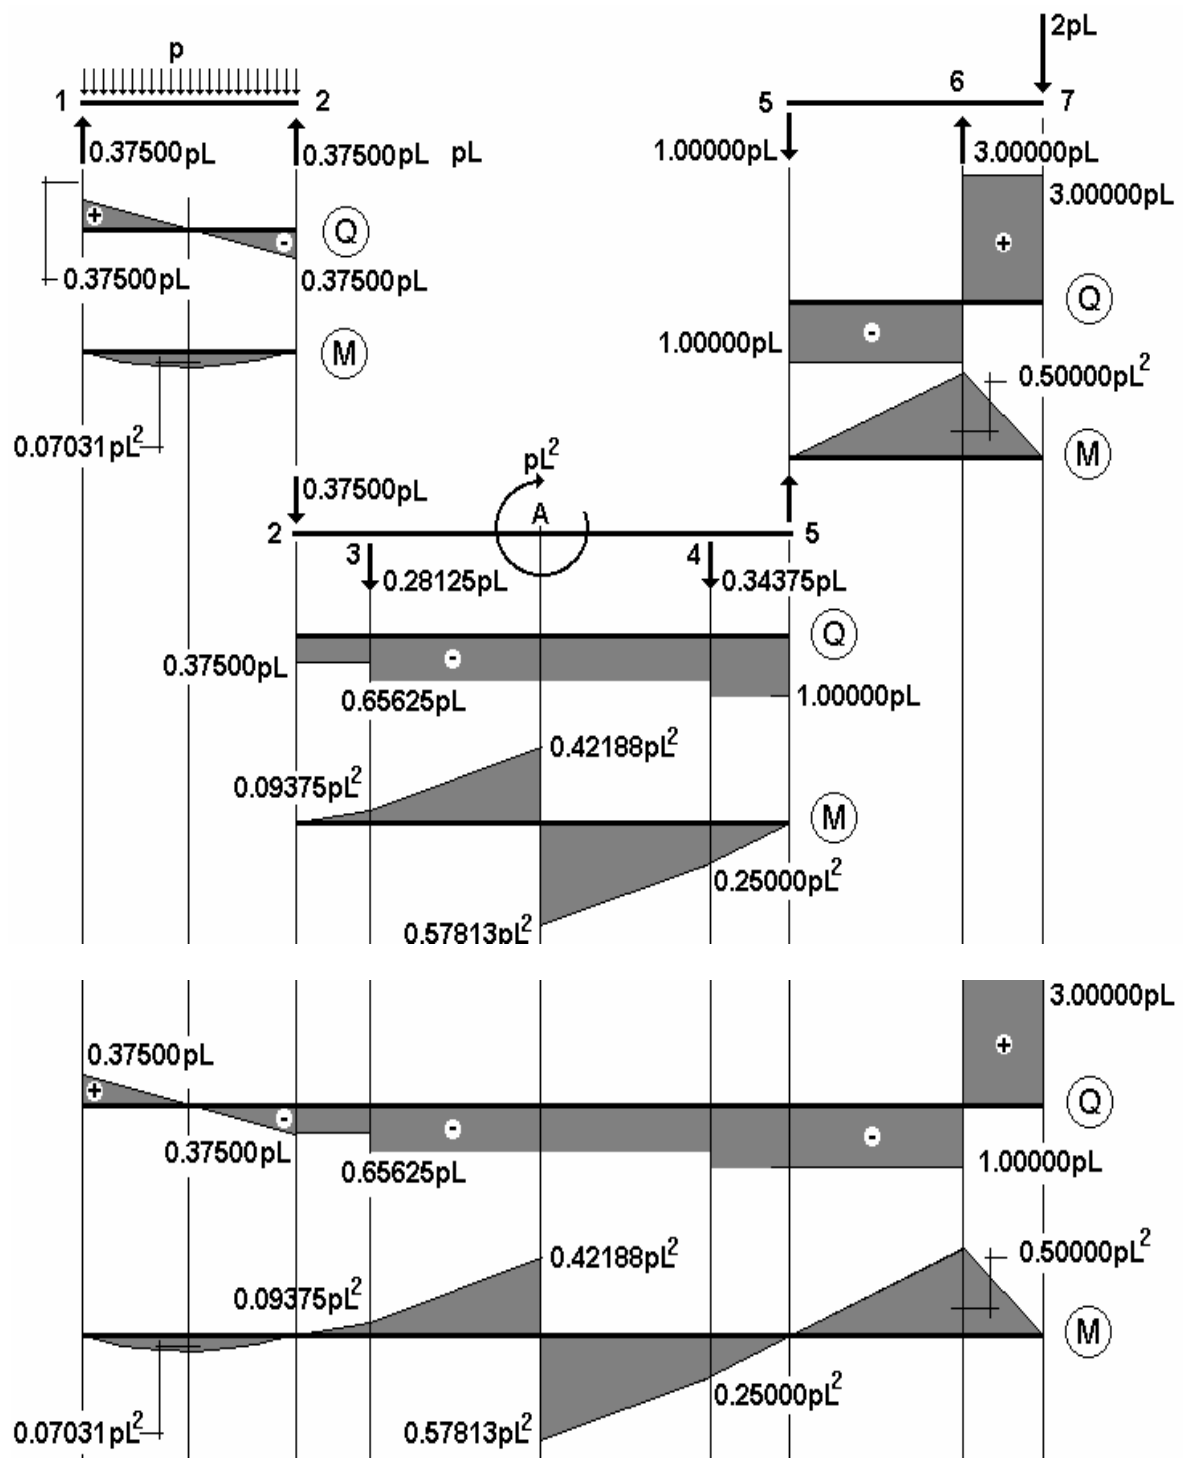 2pL
p
6
1 2 5 7
0.37500pL 0.37500pL pL 1.00000pL 3.00000pL
3.00000pL
+ - Q +
0.37500pL 0.37500pL
Q
1.00000pL -
M
0.50000pL²
0.07031pL²
M
pL²
0.37500pL
A
2 5
3 4
0.28125pL 0.34375pL
Q
0.37500pL -
0.65625pL 1.00000pL
0.42188pL²
0.09375pL²
M
0.25000pL²
0.57813pL²
3.00000pL
+
0.37500pL
+ Q
- - -
0.37500pL 0.65625pL 1.00000pL
0.42188pL² 0.50000pL²
0.09375pL²
M
0.25000pL²
0.07031pL² 0.57813pL²